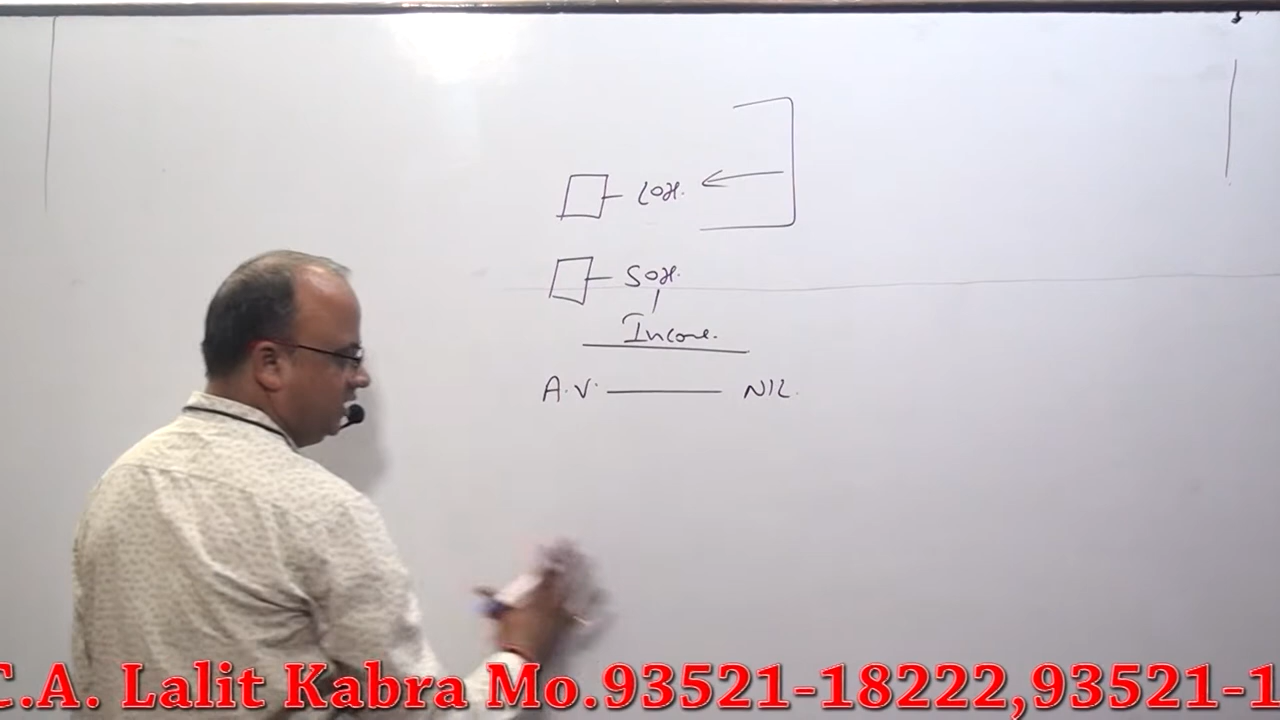 LOH.
SOH.
Income.
A.V. NIL.
C.A. Lalit Kabra Mo.93521-18222,93521-1